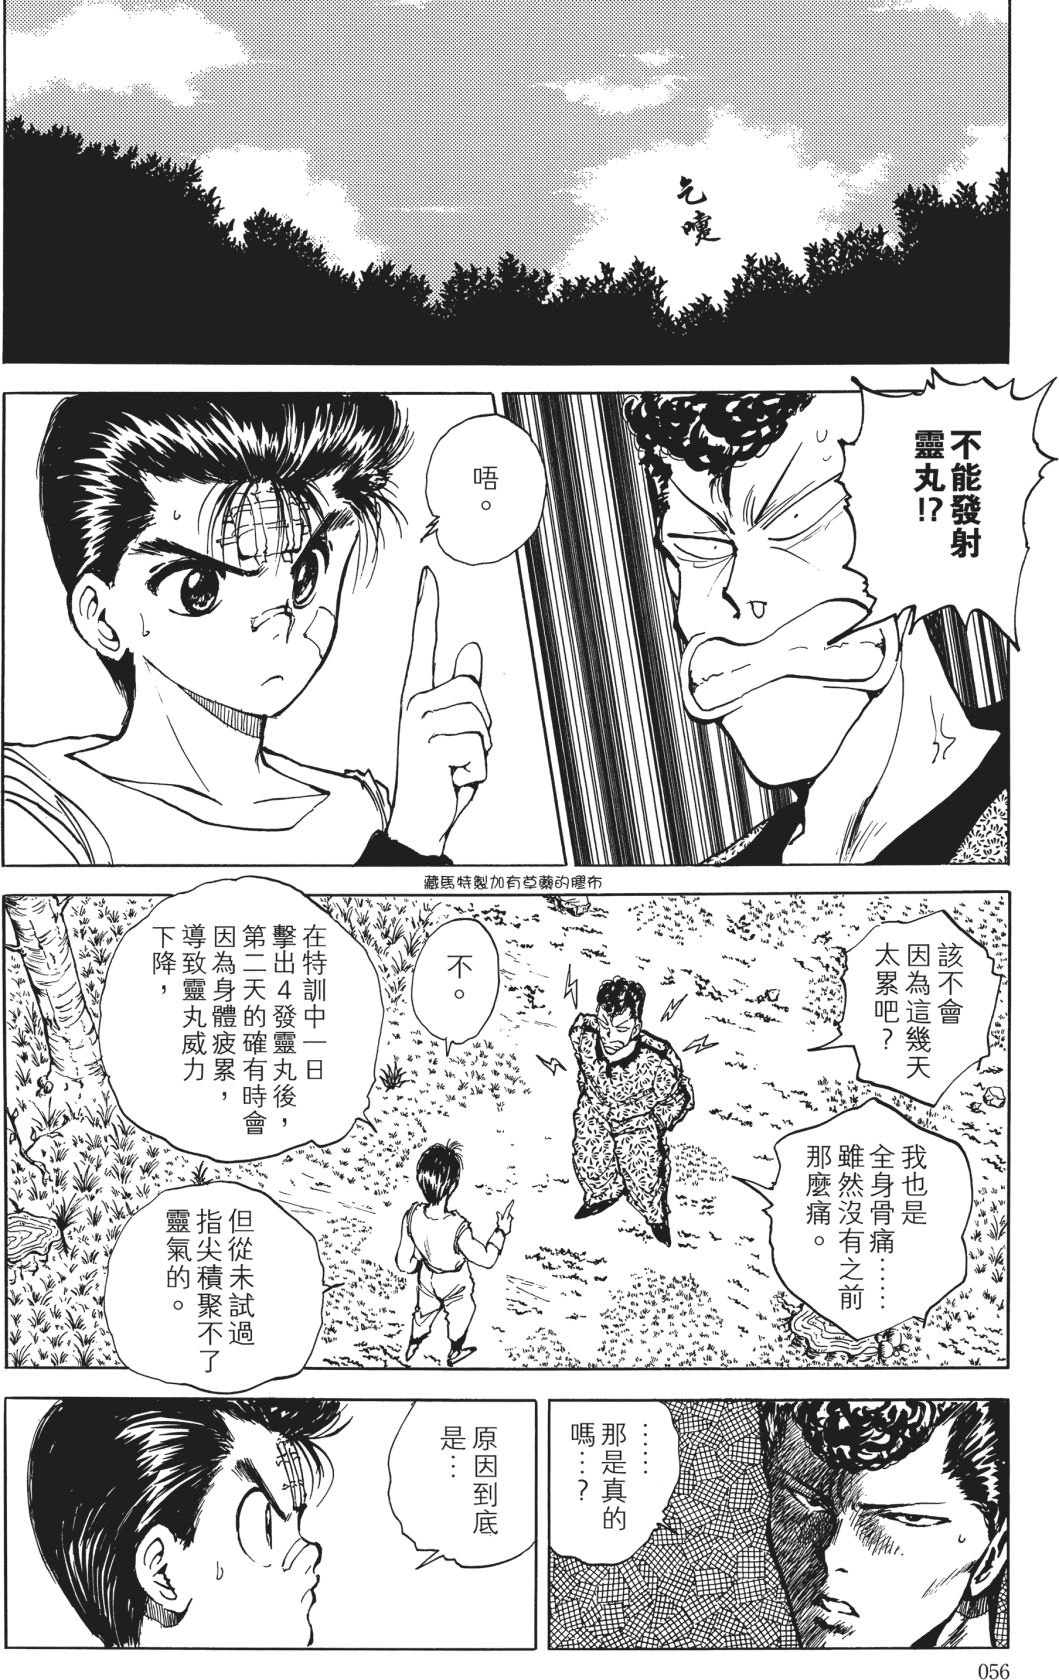 乞嚏
不能發射
靈丸!?
唔。
藏馬特製加有草藥的膠布
該不會
因為這幾天
太累吧？
我也是
全身骨痛……
雖然沒有之前
那麼痛。
不。
在特訓中一日
擊出4發靈丸後，
第二天的確有時會
因為身體疲累，
導致靈丸威力
下降，
但從未試過
指尖積聚不了
靈氣的。
……
那是真的
嗎…？
原因到底
是…
056